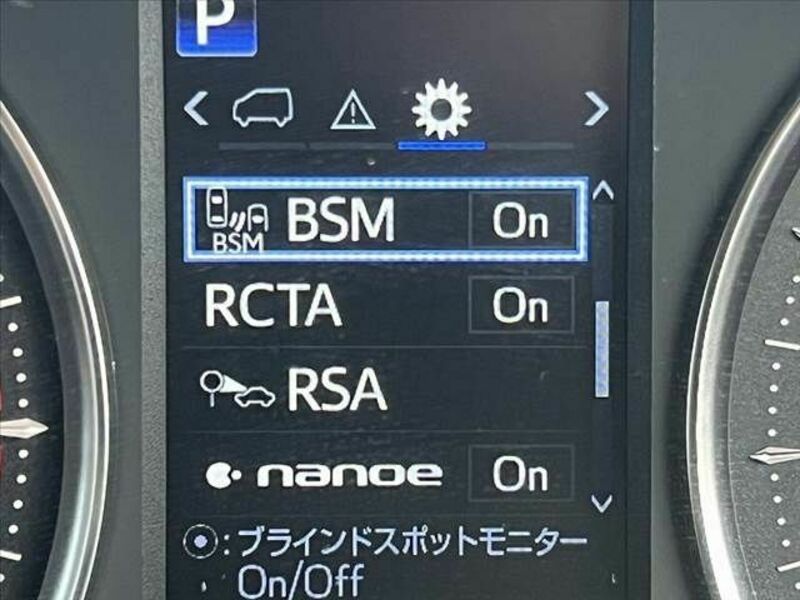 P
BSM BSM On
RCTA On
RSA
nanoe On
:ブラインドスポットモニター
On/Off